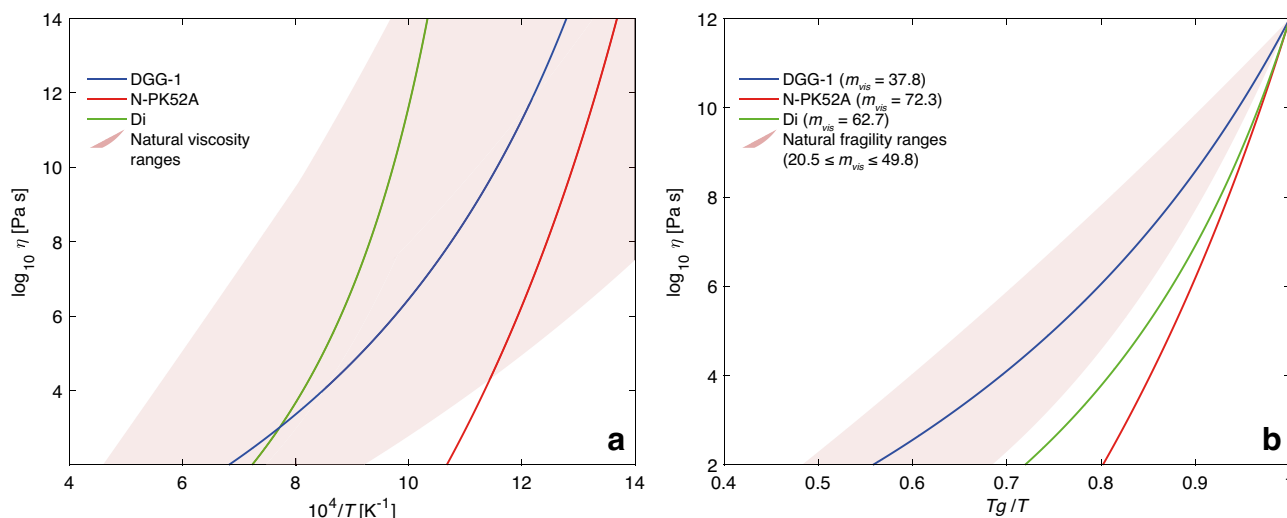 14
12
10
8
6
4
log₁₀ η [Pa s]
DGG-1
N-PK52A
Di
Natural viscosity
ranges
a
4
6
8
10
12
14
10⁴/T [K⁻¹]
12
10
8
6
4
2
log₁₀ η [Pa s]
DGG-1 (mᵥᵢₛ = 37.8)
N-PK52A (mᵥᵢₛ = 72.3)
Di (mᵥᵢₛ = 62.7)
Natural fragility ranges
(20.5 ≤ mᵥᵢₛ ≤ 49.8)
b
0.4
0.5
0.6
0.7
0.8
0.9
Tg/T